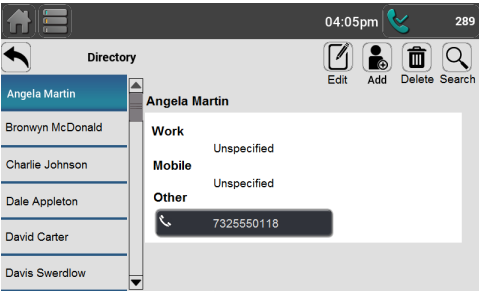 04:05pm 289
Directory
Edit Add Delete Search
Angela Martin
Bronwyn McDonald
Charlie Johnson
Dale Appleton
David Carter
Davis Swerdlow
Angela Martin
Work
Unspecified
Mobile
Unspecified
Other
7325550118